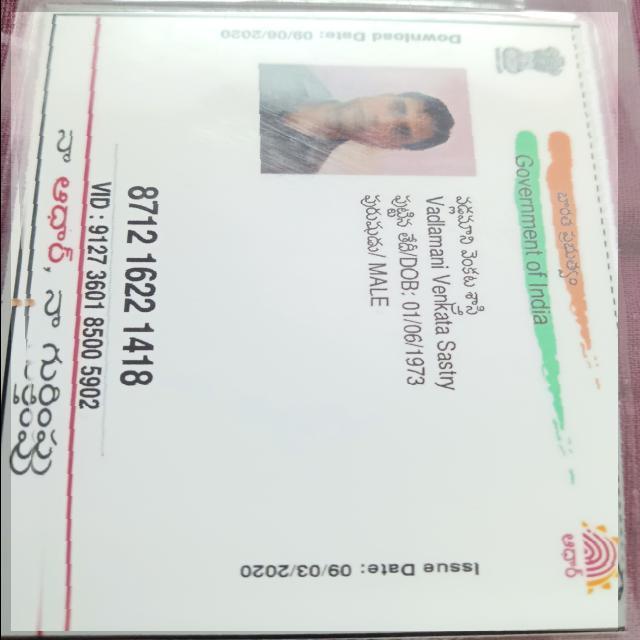 భారత ప్రభుత్వం
Government of India
ఆధార్
Download Date: 09/06/2020
Issue Date: 09/03/2020
వడ్లమాని వెంకట శాస్త్రి
Vadlamani Venkata Sastry
పుట్టిన తేదీ/DOB: 01/06/1973
పురుషుడు/ MALE
8712 1622 1418
VID : 9127 3601 8500 5902
నా ఆధార్, నా గుర్తింపు